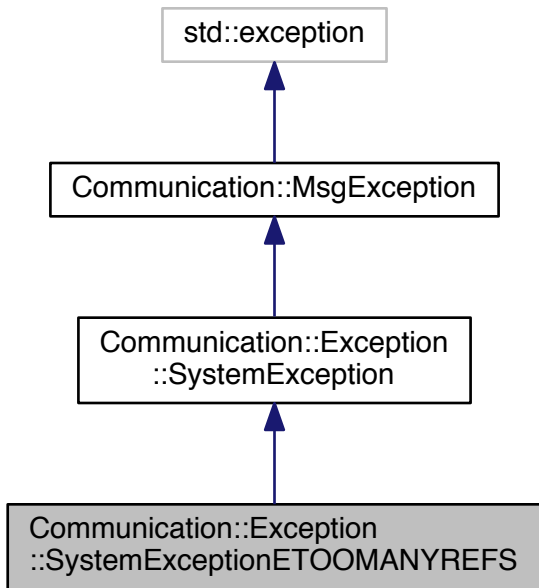 std::exception
Communication::MsgException
Communication::Exception
::SystemException
Communication::Exception
::SystemExceptionETOOMANYREFS